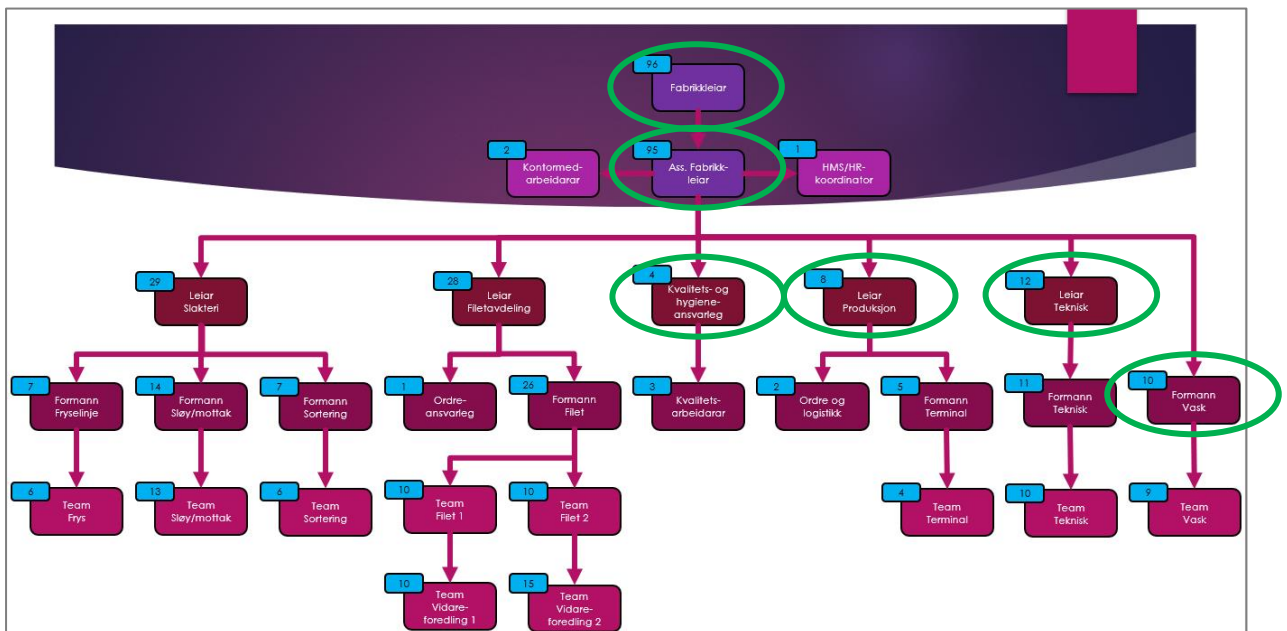 96
Fabrikkleiar
2
Kontormed-
arbeidarar
95
Ass. Fabrikk-
leiar
1
HMS/HR-
koordinator
29
Leiar
Slakteri
28
Leiar
Filetavdeling
4
Kvalitets- og
hygiene-
ansvarleg
8
Leiar
Produksjon
12
Leiar
Teknisk
7
Formann
Fryselinje
14
Formann
Sløy/mottak
7
Formann
Sortering
1
Ordre-
ansvarleg
26
Formann
Filet
3
Kvalitets-
arbeidarar
2
Ordre og
logistikk
5
Formann
Terminal
11
Formann
Teknisk
10
Formann
Vask
6
Team
Frys
13
Team
Sløy/mottak
6
Team
Sortering
10
Team
Filet 1
10
Team
Filet 2
4
Team
Terminal
10
Team
Teknisk
9
Team
Vask
10
Team
Vidare-
foredling 1
15
Team
Vidare-
foredling 2